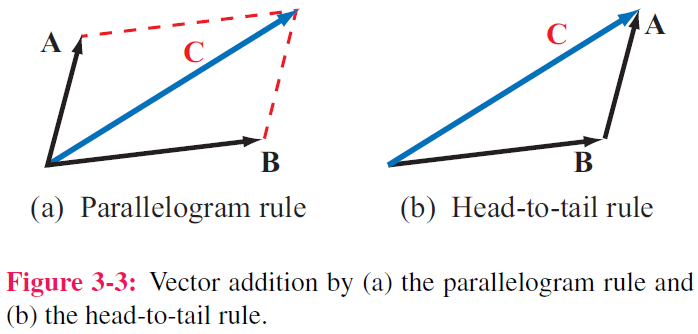 A
C
B
(a) Parallelogram rule
C
A
B
(b) Head-to-tail rule
Figure 3-3: Vector addition by (a) the parallelogram rule and
(b) the head-to-tail rule.